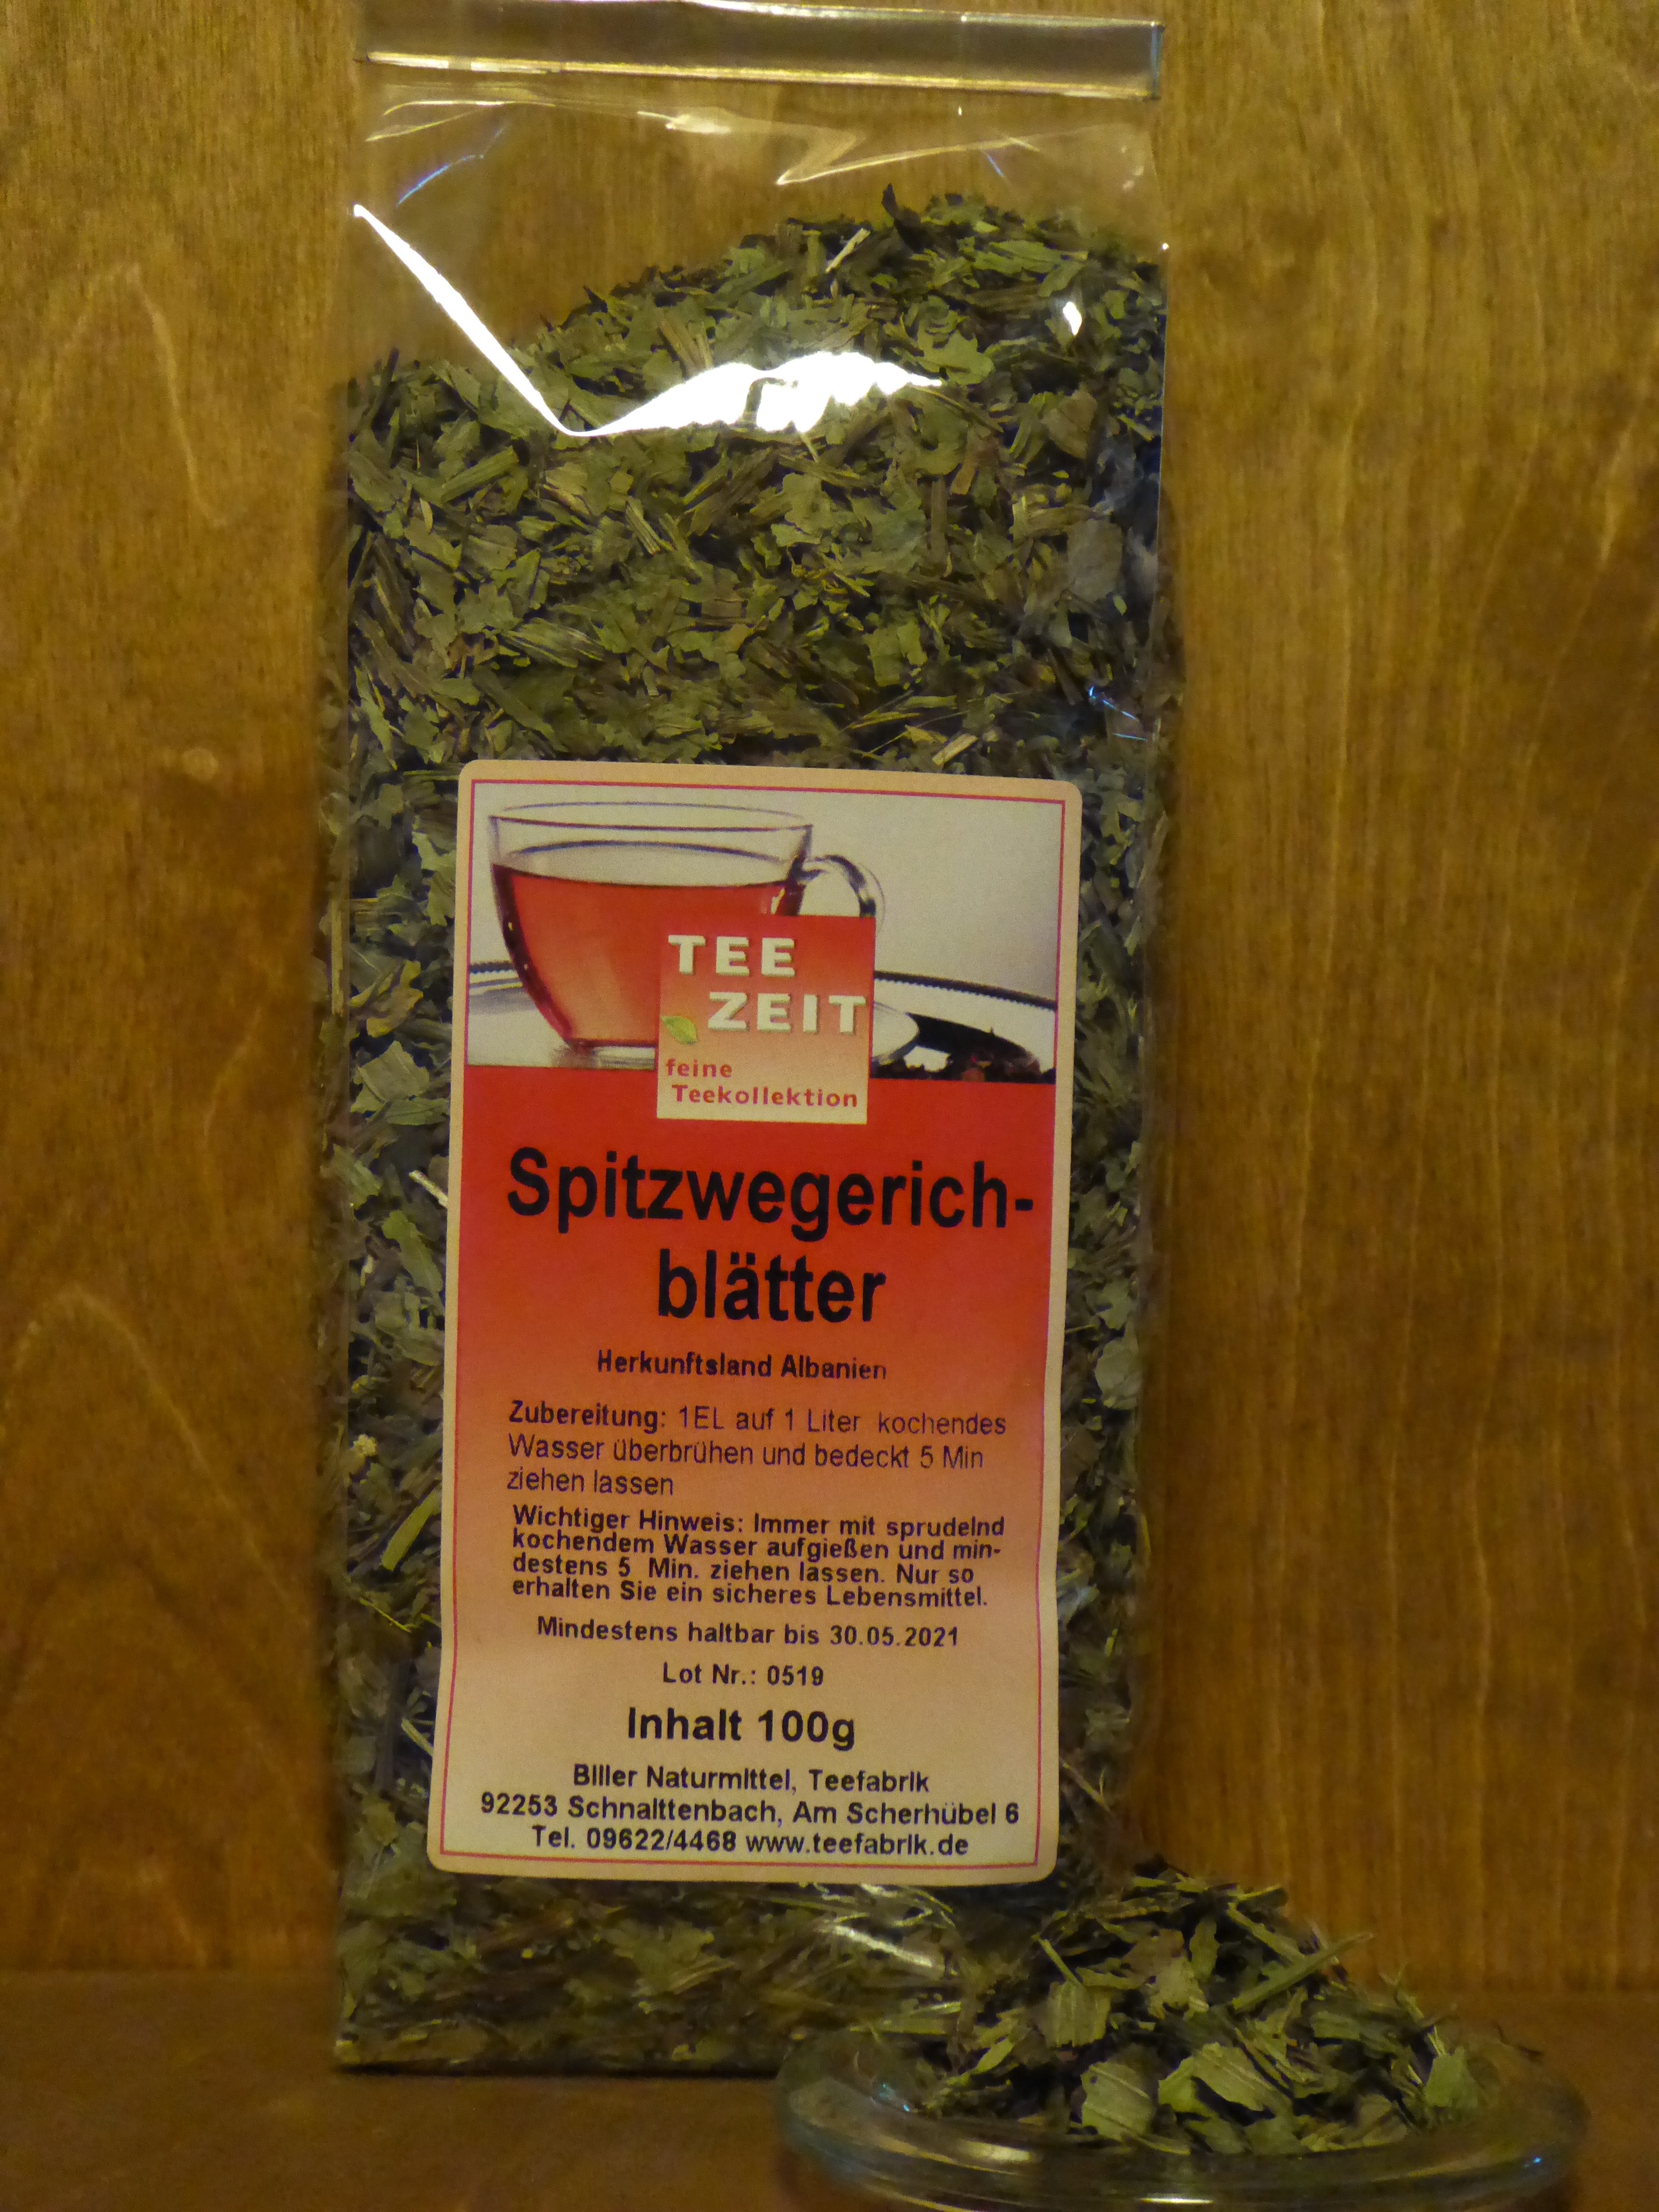 TEE
ZEIT
feine
Teekollektion
Spitzwegerich-
blätter
Herkunftsland Albanien
Zubereitung: 1EL auf 1 Liter kochendes
Wasser überbrühen und bedeckt 5 Min
ziehen lassen
Wichtiger Hinweis: Immer mit sprudelnd
kochendem Wasser aufgießen und min-
destens 5 Min. ziehen lassen. Nur so
erhalten Sie ein sicheres Lebensmittel.
Mindestens haltbar bis 30.05.2021
Lot Nr.: 0519
Inhalt 100g
Biller Naturmittel, Teefabrik
92253 Schnaittenbach, Am Scherhübel 6
Tel. 09622/4468 www.teefabrik.de